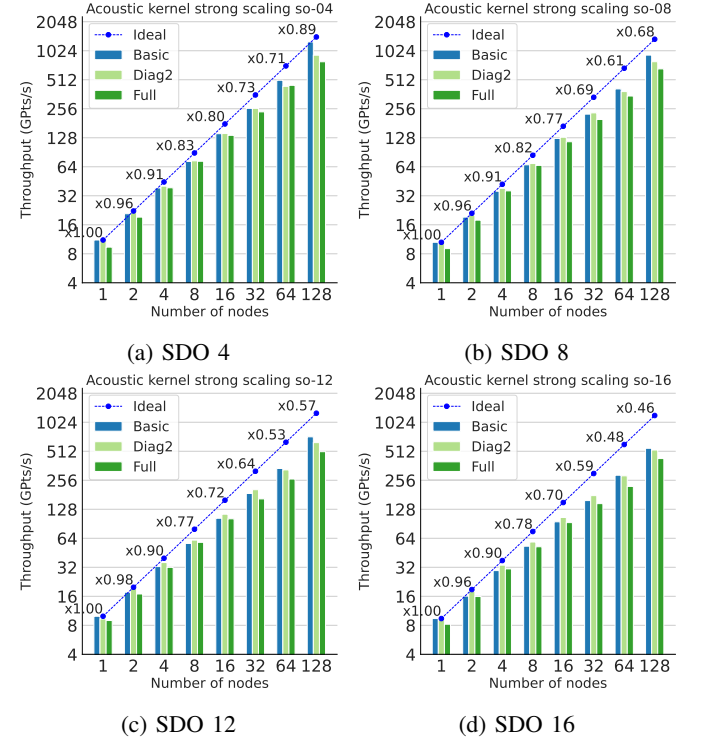 Acoustic kernel strong scaling so-04
Throughput (GPts/s)
2048
1024
512
256
128
64
32
16
8
4
Ideal
Basic
Diag2
Full
x1.00
x0.96
x0.91
x0.83
x0.80
x0.73
x0.71
x0.89
1 2 4 8 16 32 64 128
Number of nodes
(a) SDO 4
Acoustic kernel strong scaling so-08
Throughput (GPts/s)
2048
1024
512
256
128
64
32
16
8
4
Ideal
Basic
Diag2
Full
x1.00
x0.96
x0.91
x0.82
x0.77
x0.69
x0.61
x0.68
1 2 4 8 16 32 64 128
Number of nodes
(b) SDO 8
Acoustic kernel strong scaling so-12
Throughput (GPts/s)
2048
1024
512
256
128
64
32
16
8
4
Ideal
Basic
Diag2
Full
x1.00
x0.98
x0.90
x0.77
x0.72
x0.64
x0.53
x0.57
1 2 4 8 16 32 64 128
Number of nodes
(c) SDO 12
Acoustic kernel strong scaling so-16
Throughput (GPts/s)
2048
1024
512
256
128
64
32
16
8
4
Ideal
Basic
Diag2
Full
x1.00
x0.96
x0.90
x0.78
x0.70
x0.59
x0.48
x0.46
1 2 4 8 16 32 64 128
Number of nodes
(d) SDO 16